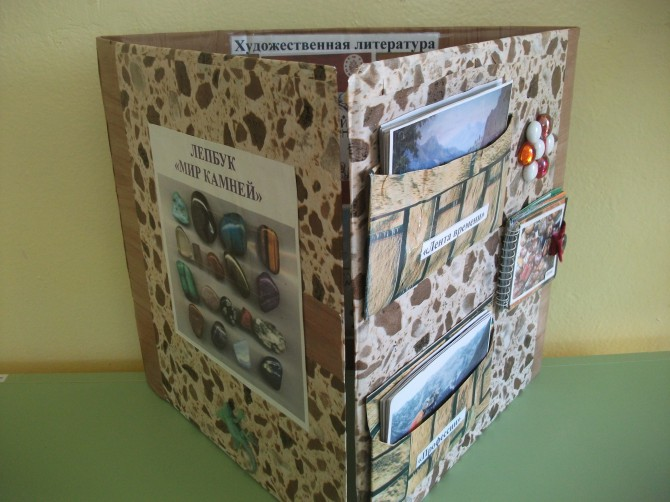 Художественная литература
ЛЕПБУК
«МИР КАМНЕЙ»
«Лента времени»
«Профессии»